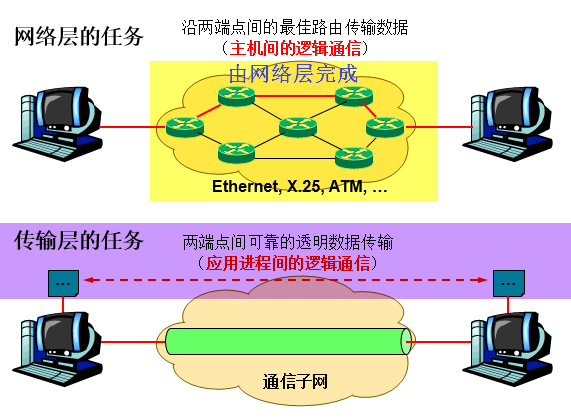 网络层的任务
沿两端点间的最佳路由传输数据
（主机间的逻辑通信）
由网络层完成
Ethernet, X.25, ATM, …
传输层的任务
两端点间可靠的透明数据传输
（应用进程间的逻辑通信）
… …
通信子网